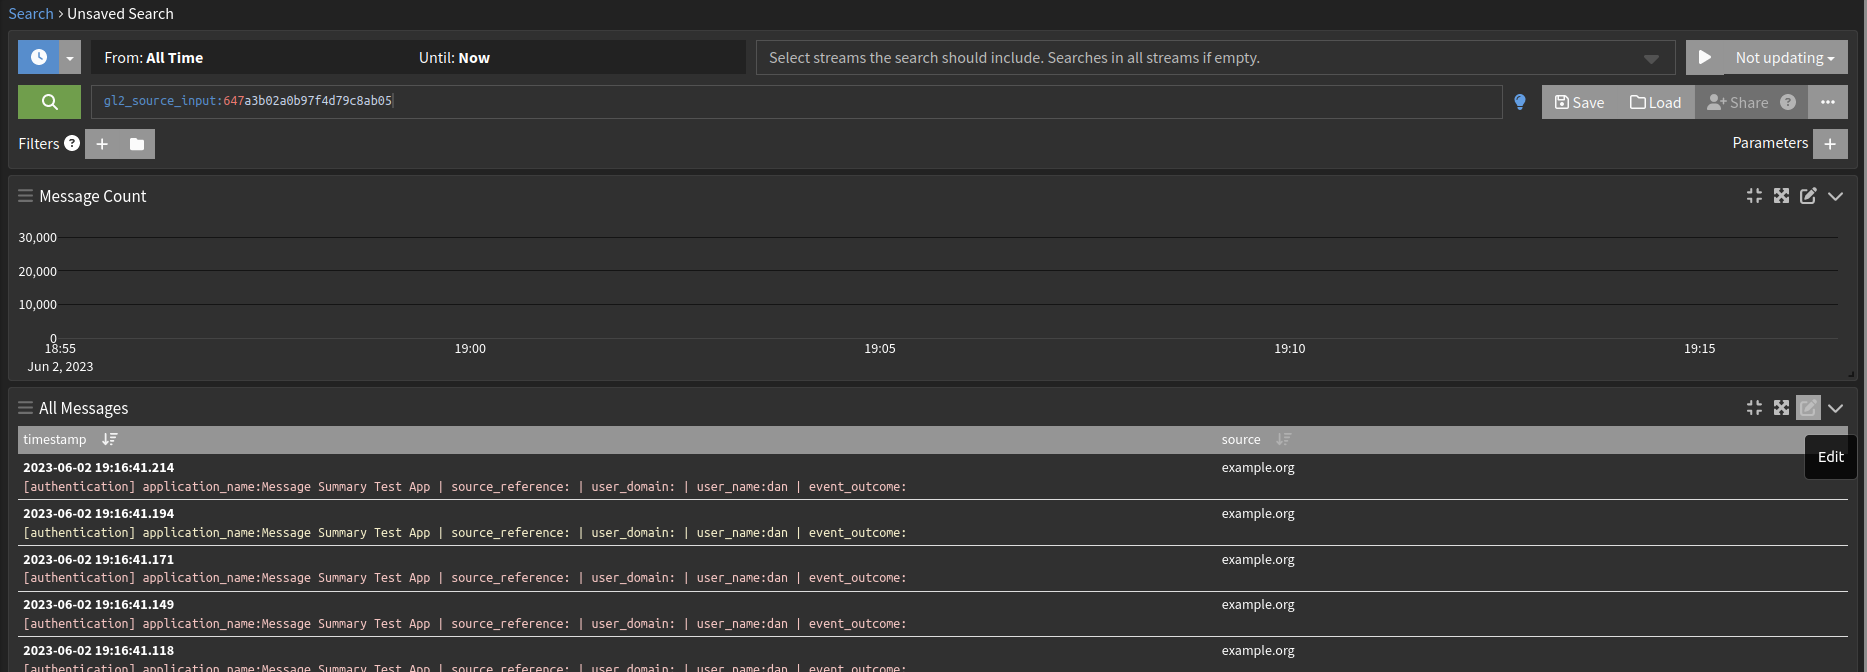 Search > Unsaved Search
From: All Time Until: Now Select streams the search should include. Searches in all streams if empty. Not updating
gl2_source_input:647a3b02a0b97f4d79c8ab05 Save Load Share ? ...
Filters ? + Parameters +
Message Count
30,000
20,000
10,000
0
18:55 19:00 19:05 19:10 19:15
Jun 2, 2023
All Messages
timestamp source
Edit
2023-06-02 19:16:41.214 example.org
[authentication] application_name:Message Summary Test App | source_reference: | user_domain: | user_name:dan | event_outcome:
2023-06-02 19:16:41.194 example.org
[authentication] application_name:Message Summary Test App | source_reference: | user_domain: | user_name:dan | event_outcome:
2023-06-02 19:16:41.171 example.org
[authentication] application_name:Message Summary Test App | source_reference: | user_domain: | user_name:dan | event_outcome:
2023-06-02 19:16:41.149 example.org
[authentication] application_name:Message Summary Test App | source_reference: | user_domain: | user_name:dan | event_outcome:
2023-06-02 19:16:41.118 example.org
[authentication] application_name:Message Summary Test App | source_reference: | user_domain: | user_name:dan | event_outcome: